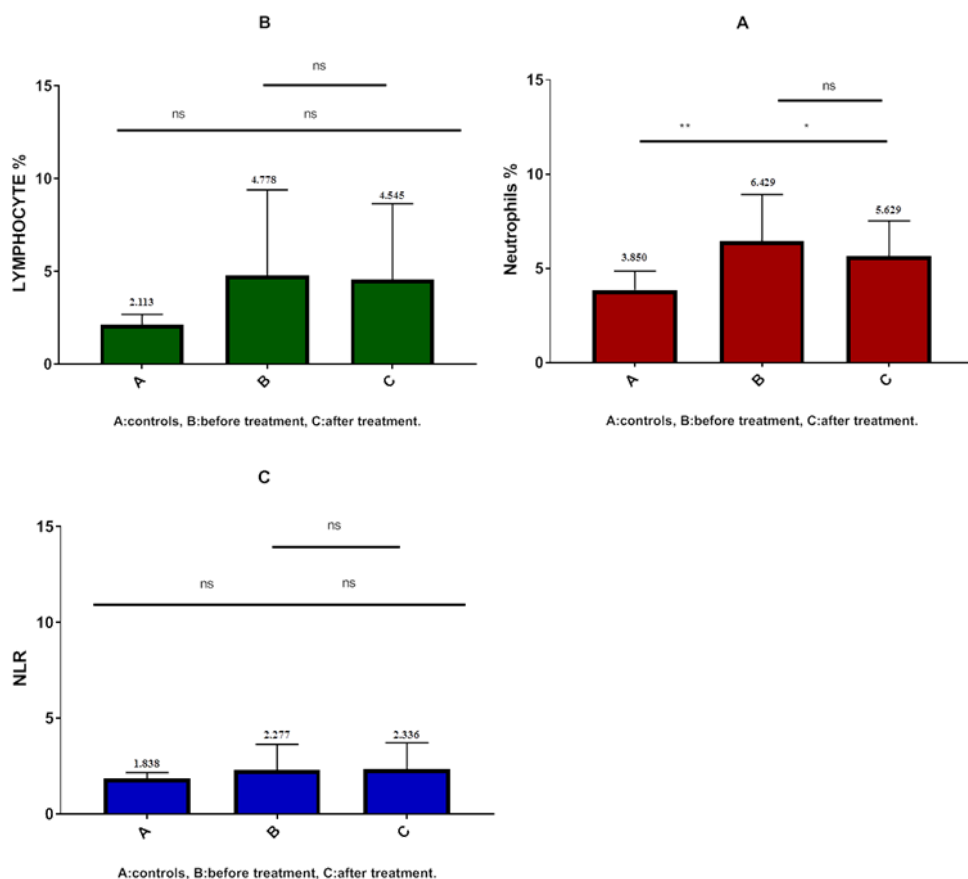 B
ns
ns ns
15
10
5
0
LYMPHOCYTE %
2.113
4.778
4.545
A B C
A:controls, B:before treatment, C:after treatment.
A
ns
** *
15
10
5
0
Neutrophils %
3.850
6.429
5.629
A B C
A:controls, B:before treatment, C:after treatment.
C
ns
ns ns
15
10
5
0
NLR
1.838
2.277
2.336
A B C
A:controls, B:before treatment, C:after treatment.